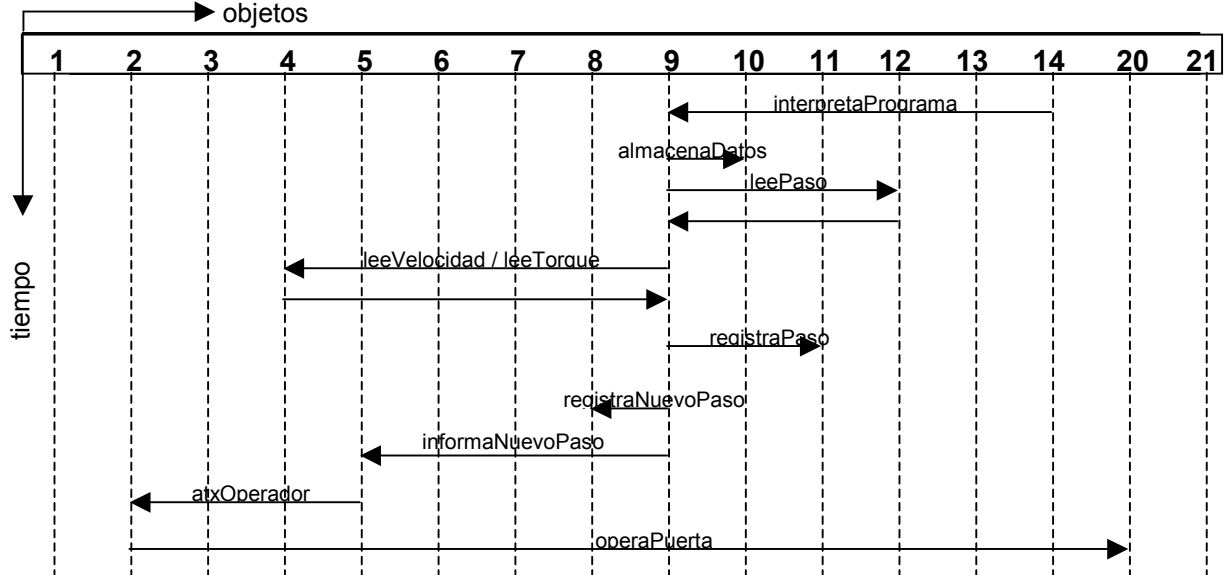 objetos
1 2 3 4 5 6 7 8 9 10 11 12 13 14 20 21
interpretaPrograma
almacenaDatos
leePaso
leeVelocidad / leeTorque
registraPaso
registraNuevoPaso
informaNuevoPaso
atxOperador
operaPuerta
tiempo